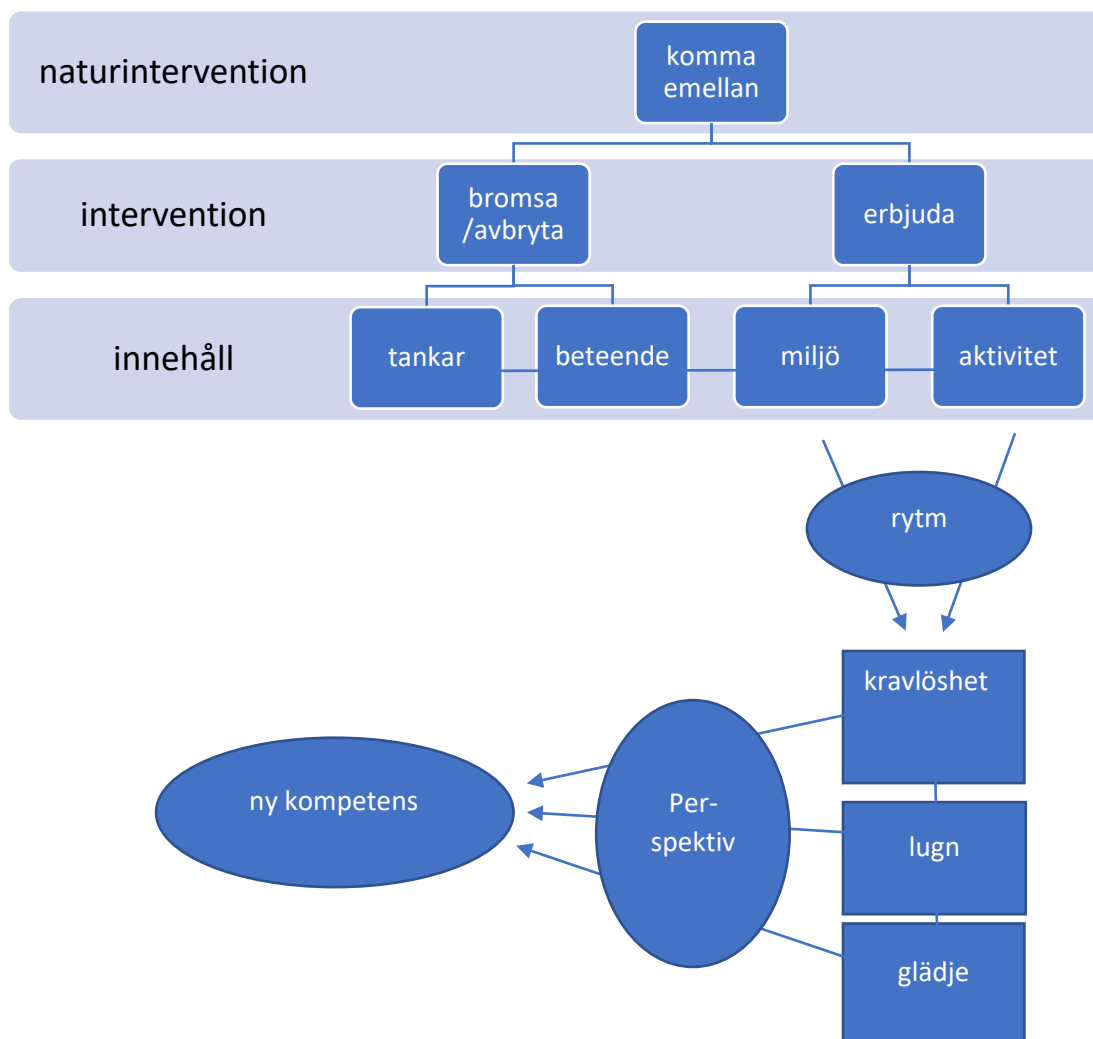 naturintervention
komma
emellan
intervention
bromsa
/avbryta
erbjuda
innehåll
tankar
beteende
miljö
aktivitet
rytm
kravlöshet
ny kompetens
Per-
spektiv
lugn
glädje